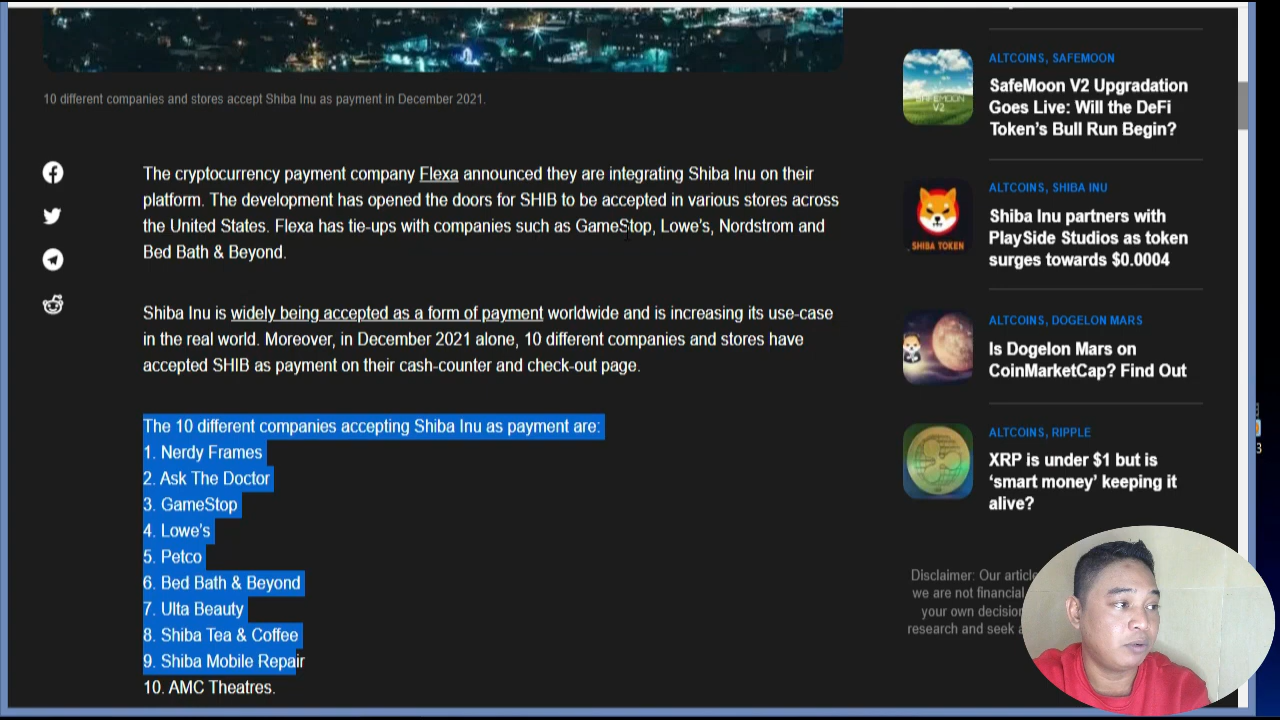 10 different companies and stores accept Shiba Inu as payment in December 2021.
The cryptocurrency payment company Flexa announced they are integrating Shiba Inu on their
platform. The development has opened the doors for SHIB to be accepted in various stores across
the United States. Flexa has tie-ups with companies such as GameStop, Lowe's, Nordstrom and
Bed Bath & Beyond.
Shiba Inu is widely being accepted as a form of payment worldwide and is increasing its use-case
in the real world. Moreover, in December 2021 alone, 10 different companies and stores have
accepted SHIB as payment on their cash-counter and check-out page.
The 10 different companies accepting Shiba Inu as payment are:
1. Nerdy Frames
2. Ask The Doctor
3. GameStop
4. Lowe's
5. Petco
6. Bed Bath & Beyond
7. Ulta Beauty
8. Shiba Tea & Coffee
9. Shiba Mobile Repair
10. AMC Theatres.
ALTCOINS, SAFEMOON
SafeMoon V2 Upgradation
Goes Live: Will the DeFi
Token's Bull Run Begin?
SAFEMOON
V2
ALTCOINS, SHIBA INU
Shiba Inu partners with
PlaySide Studios as token
surges towards $0.0004
SHIBA TOKEN
ALTCOINS, DOGELON MARS
Is Dogelon Mars on
CoinMarketCap? Find Out
ALTCOINS, RIPPLE
XRP is under $1 but is
‘smart money’ keeping it
alive?
Disclaimer: Our
we are not financial
your own
research and seek
3